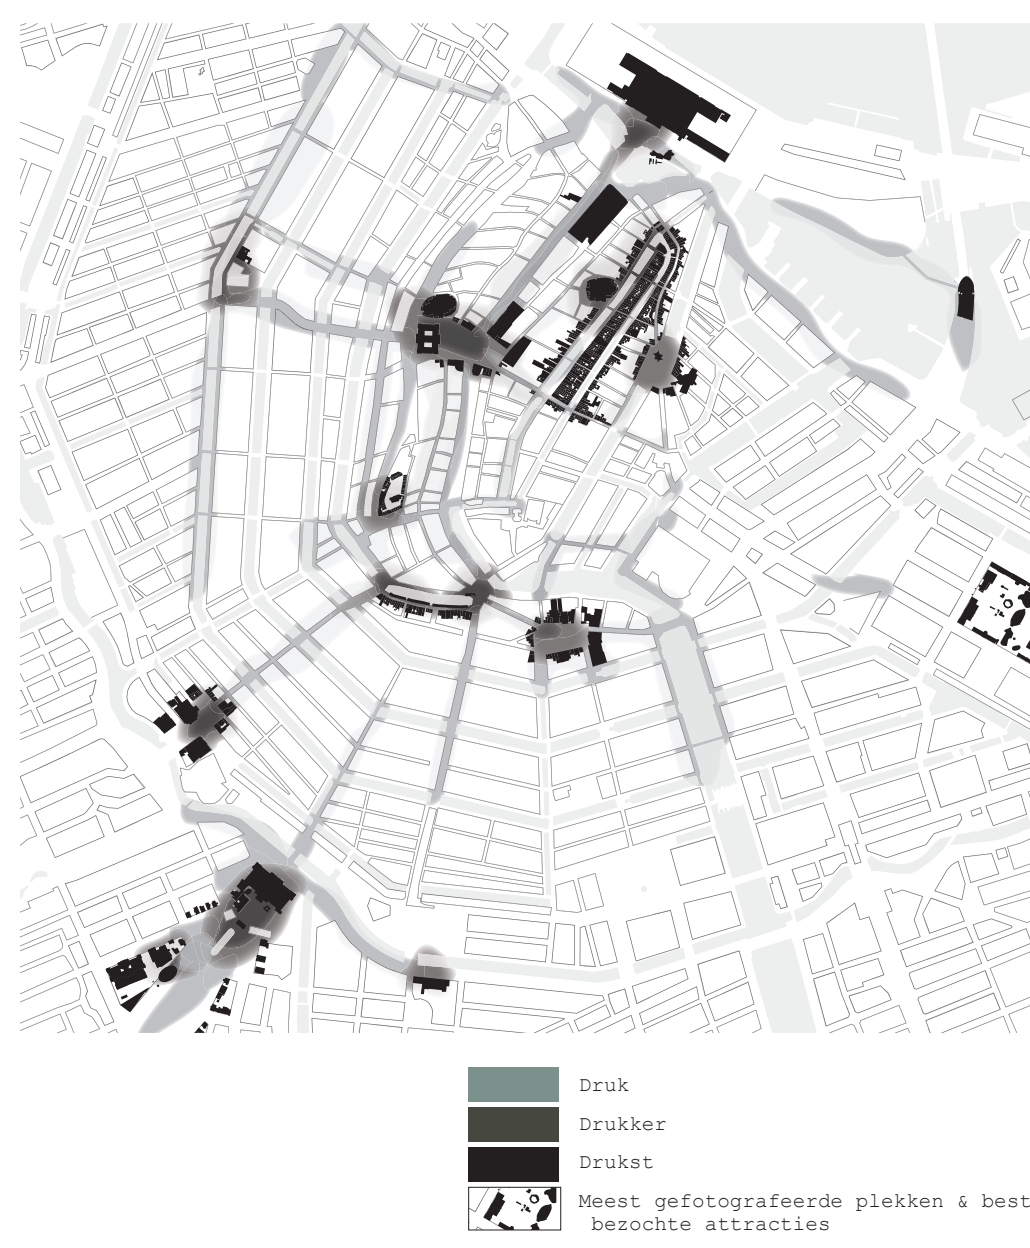 Druk
Drukker
Drukst
Meest gefotografeerde plekken & best
bezochte attracties